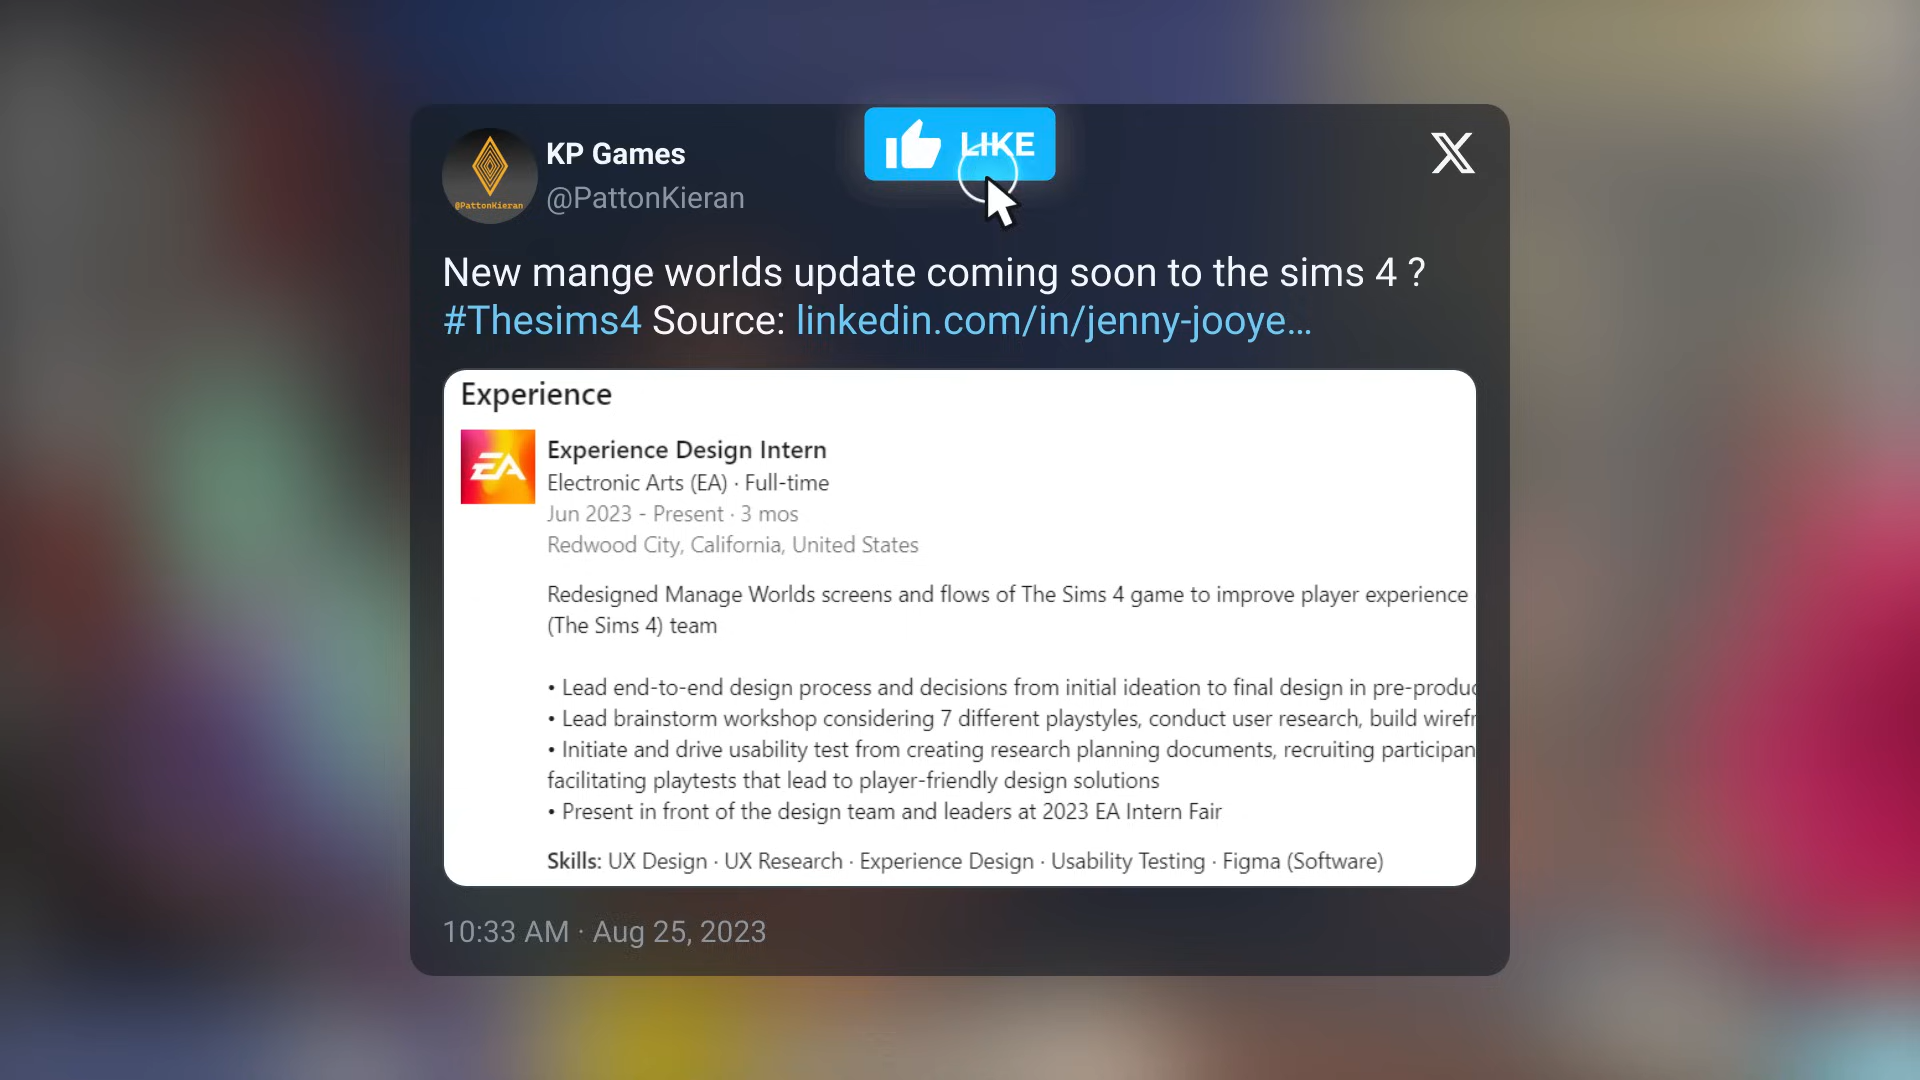 KP Games
@PattonKieran
@PattonKieran
LIKE
X
New mange worlds update coming soon to the sims 4 ?
#Thesims4 Source: linkedin.com/in/jenny-jooye…
Experience
EA
Experience Design Intern
Electronic Arts (EA) · Full-time
Jun 2023 - Present · 3 mos
Redwood City, California, United States
Redesigned Manage Worlds screens and flows of The Sims 4 game to improve player experience
(The Sims 4) team
• Lead end-to-end design process and decisions from initial ideation to final design in pre-produc
• Lead brainstorm workshop considering 7 different playstyles, conduct user research, build wirefr
• Initiate and drive usability test from creating research planning documents, recruiting participan
facilitating playtests that lead to player-friendly design solutions
• Present in front of the design team and leaders at 2023 EA Intern Fair
Skills: UX Design · UX Research · Experience Design · Usability Testing · Figma (Software)
10:33 AM · Aug 25, 2023